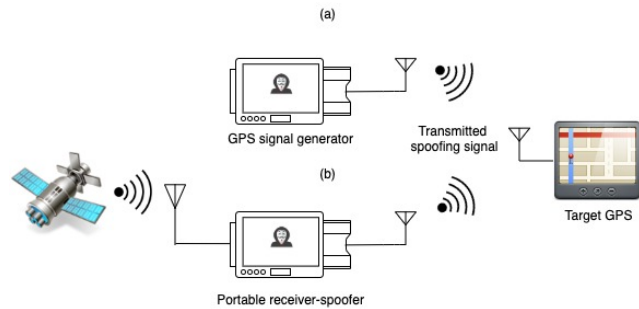 (a)
GPS signal generator
Transmitted
spoofing signal
(b)
Target GPS
Portable receiver-spoofer